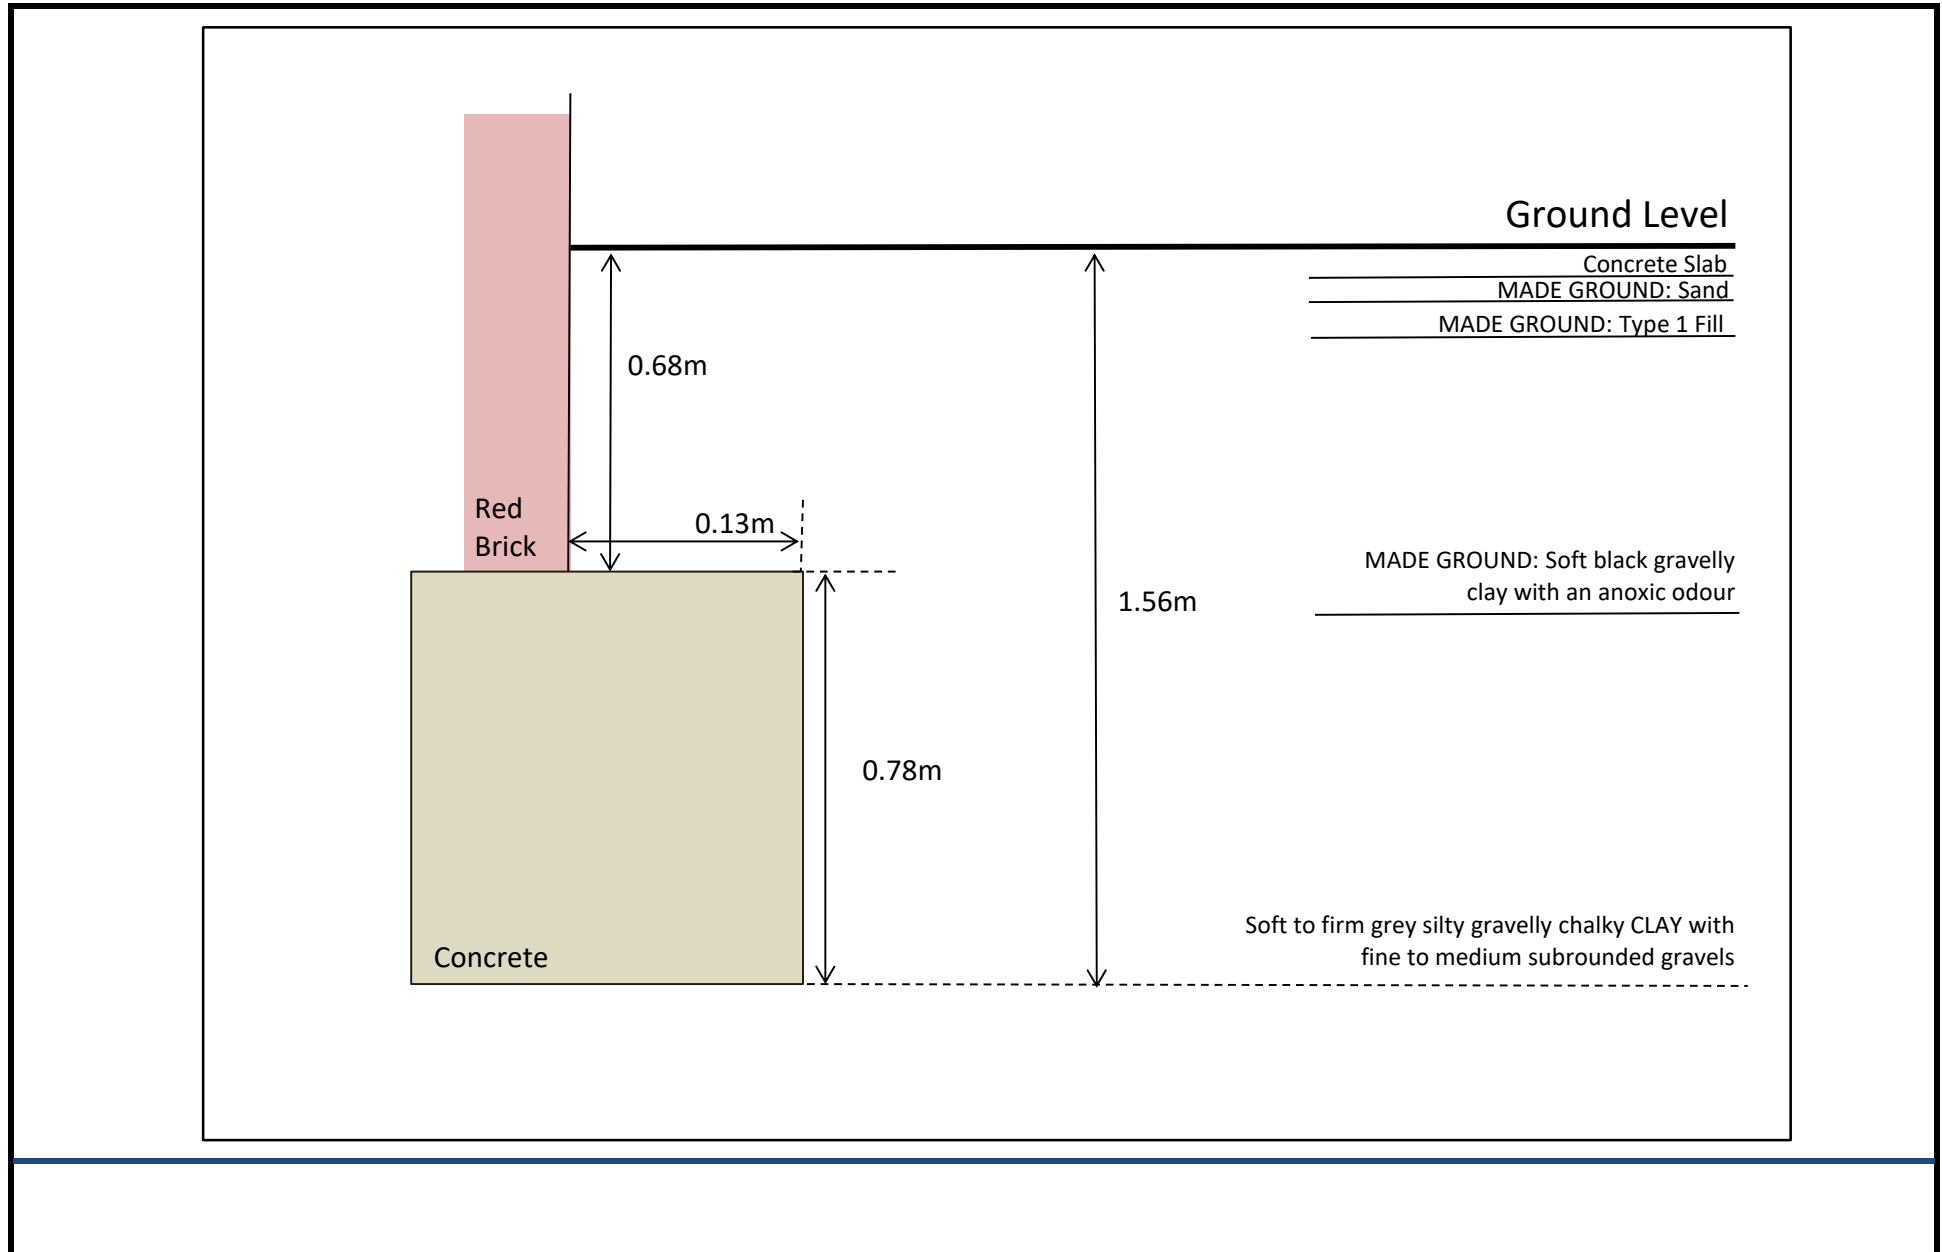 Ground Level
Concrete Slab
MADE GROUND: Sand
MADE GROUND: Type 1 Fill
0.68m
Red
Brick
0.13m
MADE GROUND: Soft black gravelly
clay with an anoxic odour
1.56m
0.78m
Soft to firm grey silty gravelly chalky CLAY with
fine to medium subrounded gravels
Concrete